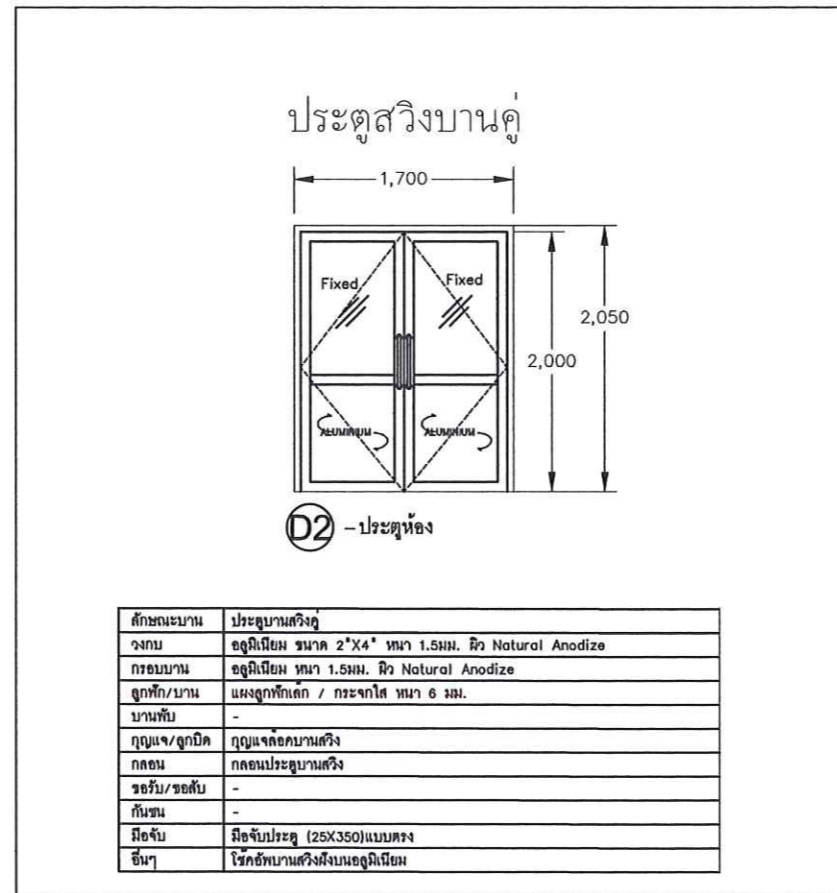 ประตูสวิงบานคู่
1,700
Fixed
Fixed
2,050
2,000
ALUMINIUM
ALUMINIUM
D2 -ประตูห้อง
ลักษณะบาน ประตูบานสวิงคู่
วงกบ อลูมิเนียม ขนาด 2"X4" หนา 1.5มม. ผิว Natural Anodize
กรอบบาน อลูมิเนียม หนา 1.5มม. ผิว Natural Anodize
ลูกฟัก/บาน แผงลูกฟักเล็ก / กระจกใส หนา 6 มม.
บานพับ -
กุญแจ/ลูกบิด กุญแจล็อคบานสวิง
กลอน กลอนประตูบานสวิง
ขอรับ/ขอสับ -
กันชน -
มือจับ มือจับประตู (25X350)แบบตรง
อื่นๆ โช๊คอัพบานสวิงฝังบนอลูมิเนียม